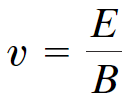 v = E/B